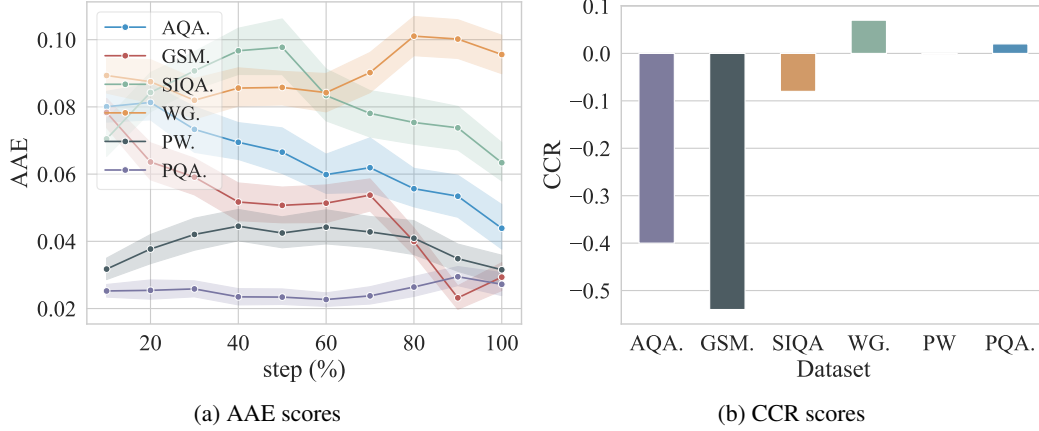 AAE
0.10
0.08
0.06
0.04
0.02
AQA.
GSM.
SIQA.
WG.
PW.
PQA.
20 40 60 80 100
step (%)
(a) AAE scores
CCR
0.1
0.0
−0.1
−0.2
−0.3
−0.4
−0.5
AQA. GSM. SIQA WG. PW PQA.
Dataset
(b) CCR scores